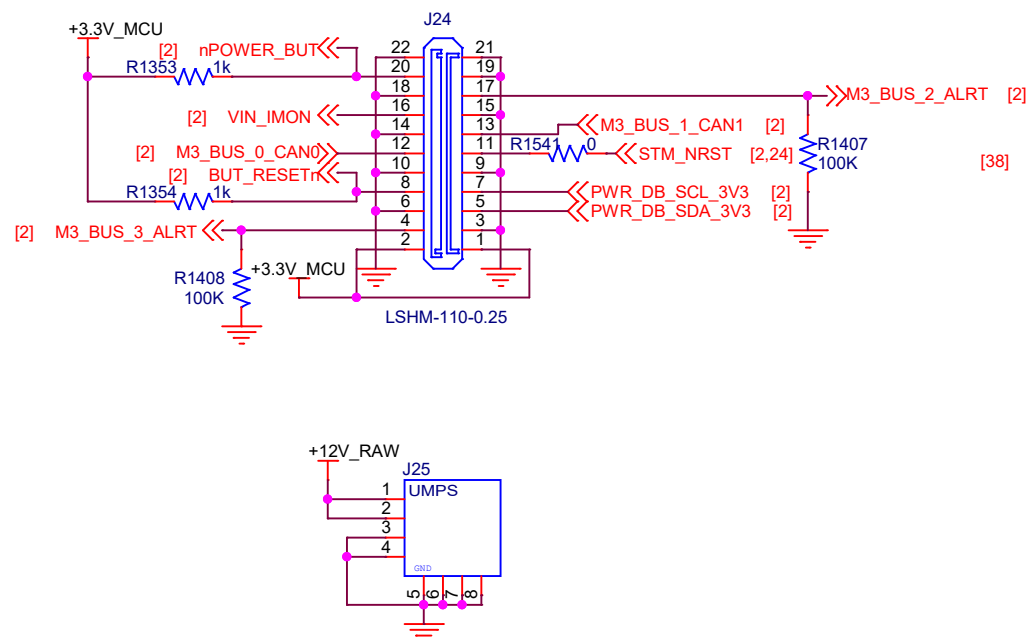 J24
+3.3V_MCU
[2] nPOWER_BUT
R1353 1k
22 21
20 19
18 17
M3_BUS_2_ALRT [2]
16 15
[2] VIN_IMON
14 13
M3_BUS_1_CAN1 [2]
12 11
[2] M3_BUS_0_CAN0
R1541 0
STM_NRST [2,24]
R1407
100K
[38]
10 9
[2] BUT_RESETn
R1354 1k
8 7
PWR_DB_SCL_3V3 [2]
6 5
PWR_DB_SDA_3V3 [2]
4 3
[2] M3_BUS_3_ALRT
2 1
+3.3V_MCU
R1408
100K
LSHM-110-0.25
+12V_RAW
J25
UMPS
1
2
3
4
GND
5 6 7 8